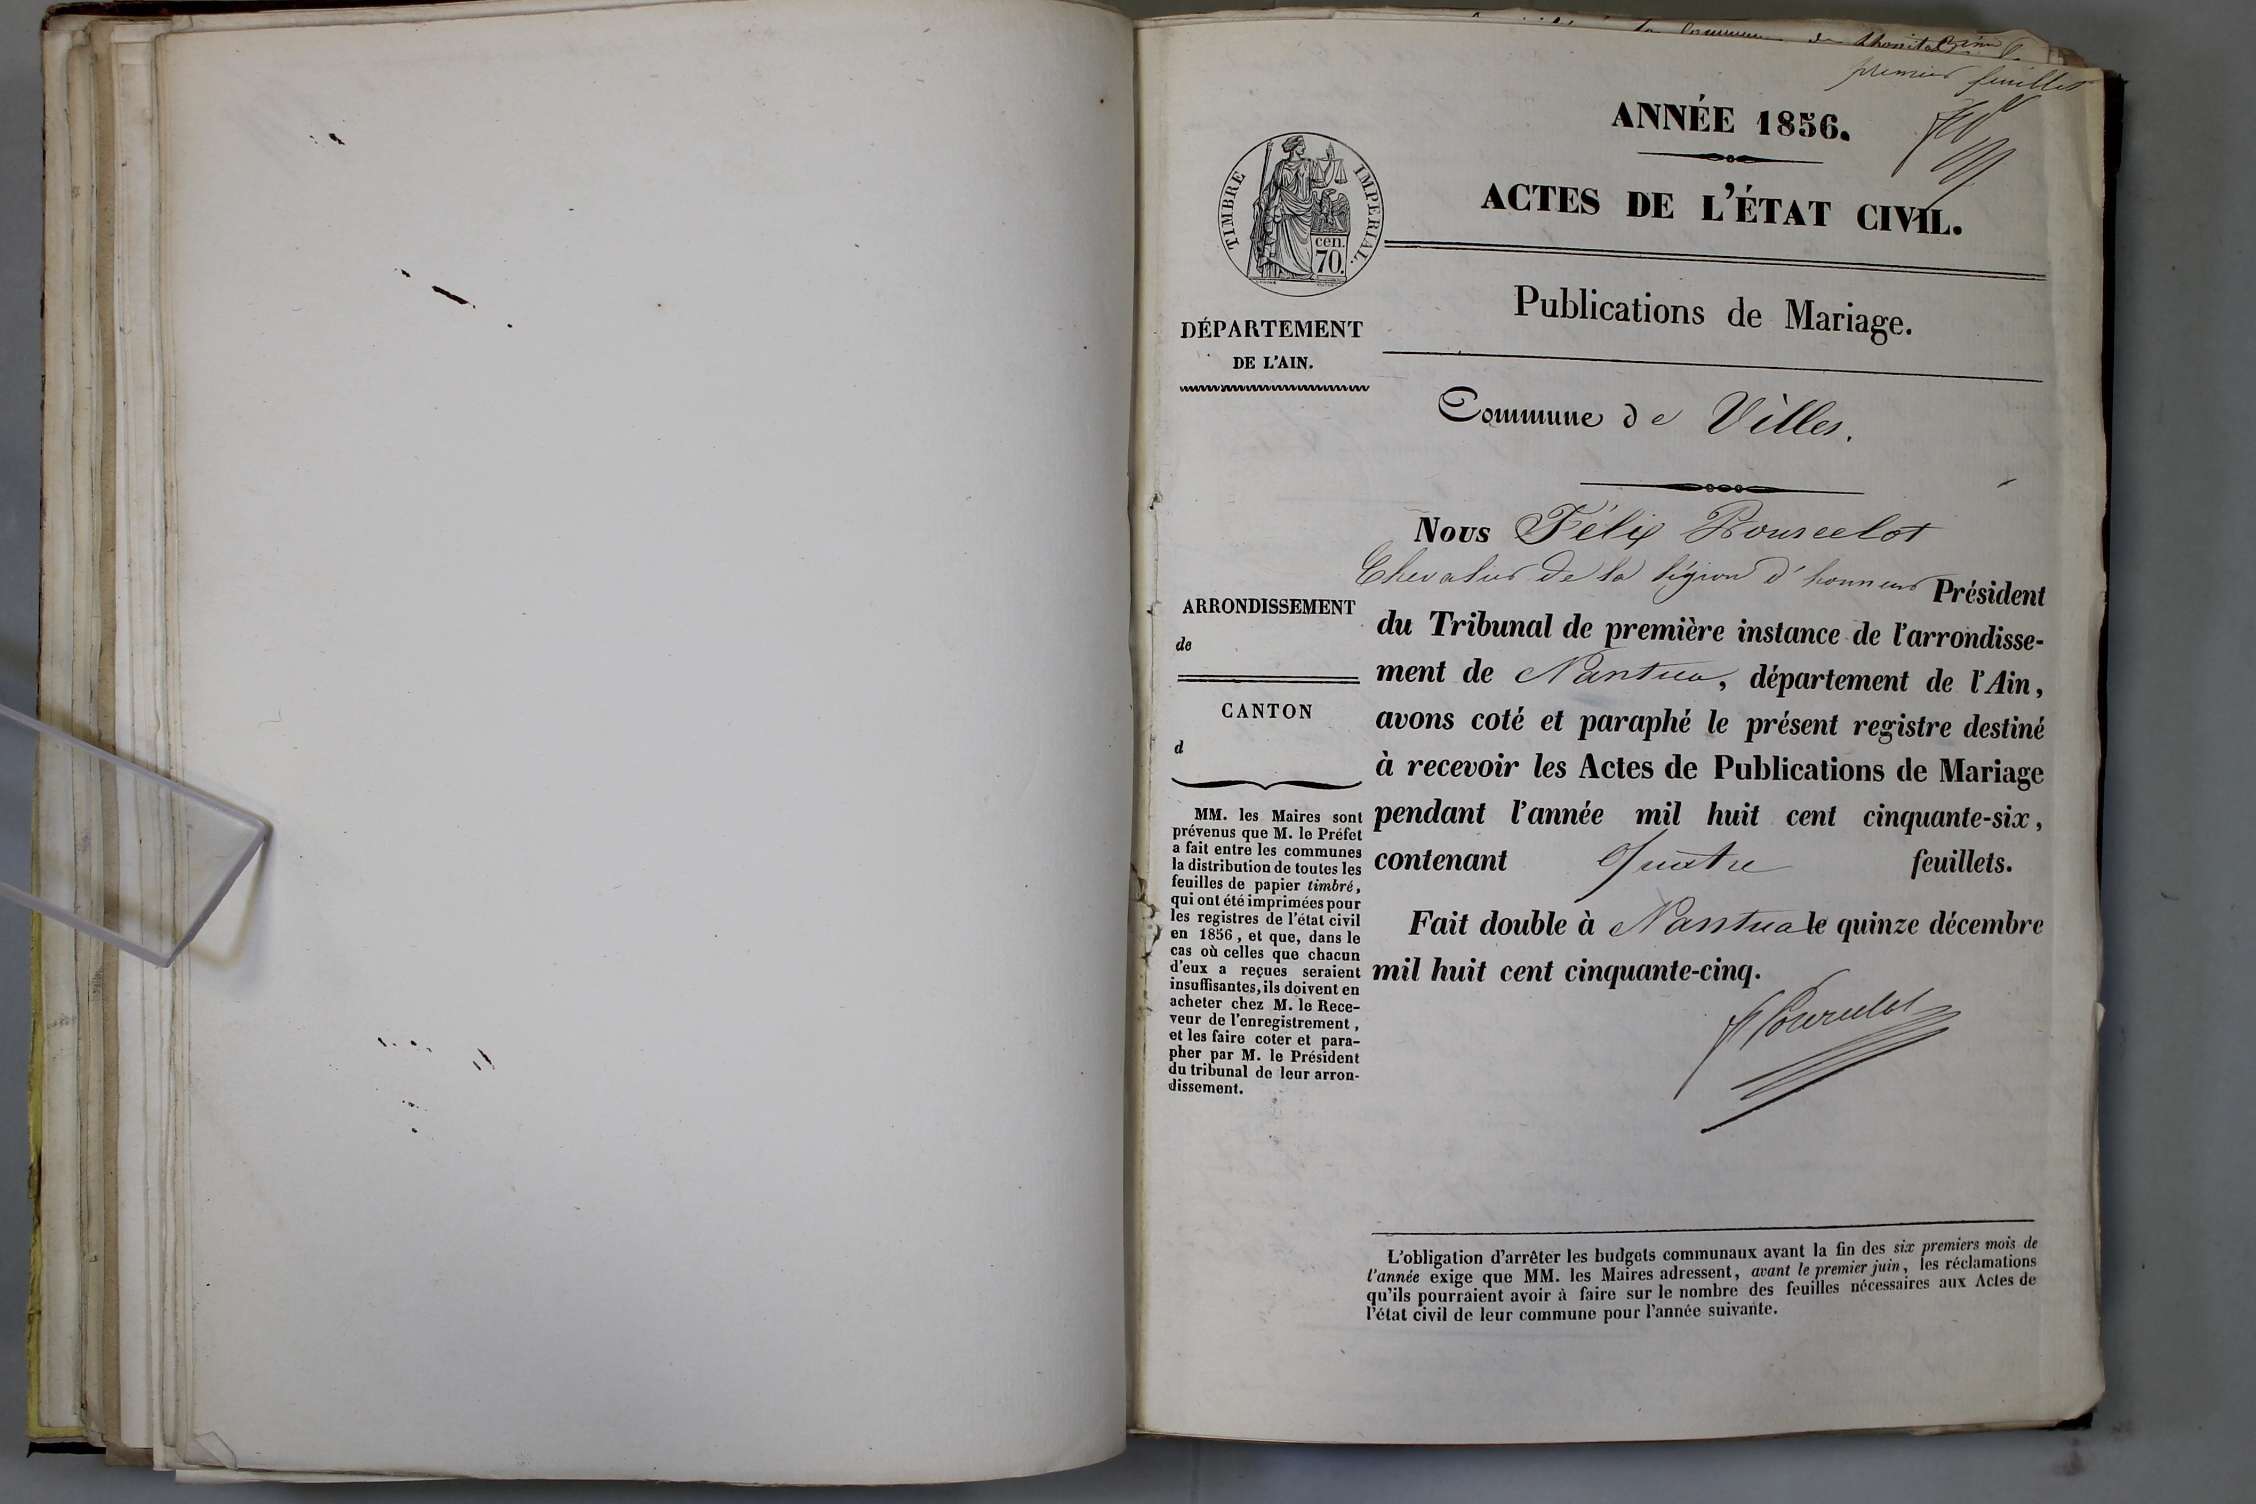 premier feuillet
ANNÉE 1856.
ACTES DE L'ÉTAT CIVIL.
TIMBRE IMPERIAL.
cen.
70.
Publications de Mariage.
DÉPARTEMENT
DE L'AIN.
Commune de Villes.
ARRONDISSEMENT
de
CANTON
d
MM. les Maires sont
prévenus que M. le Préfet
a fait entre les communes
la distribution de toutes les
feuilles de papier timbré,
qui ont été imprimées pour
les registres de l'état civil
en 1856, et que, dans le
cas où celles que chacun
d'eux a reçues seraient
insuffisantes, ils doivent en
acheter chez M. le Rece-
veur de l'enregistrement,
et les faire coter et para-
pher par M. le Président
du tribunal de leur arron-
dissement.
Nous Félix
Chevalier de la légion d'honneur Président
du Tribunal de première instance de l'arrondisse-
ment de Nantua, département de l'Ain,
avons coté et paraphé le présent registre destiné
à recevoir les Actes de Publications de Mariage
pendant l'année mil huit cent cinquante-six,
contenant Quatre feuillets.
Fait double à Nantua le quinze décembre
mil huit cent cinquante-cinq.
L'obligation d'arrêter les budgets communaux avant la fin des six premiers mois de
l'année exige que MM. les Maires adressent, avant le premier juin, les réclamations
qu'ils pourraient avoir à faire sur le nombre des feuilles nécessaires aux Actes de
l'état civil de leur commune pour l'année suivante.